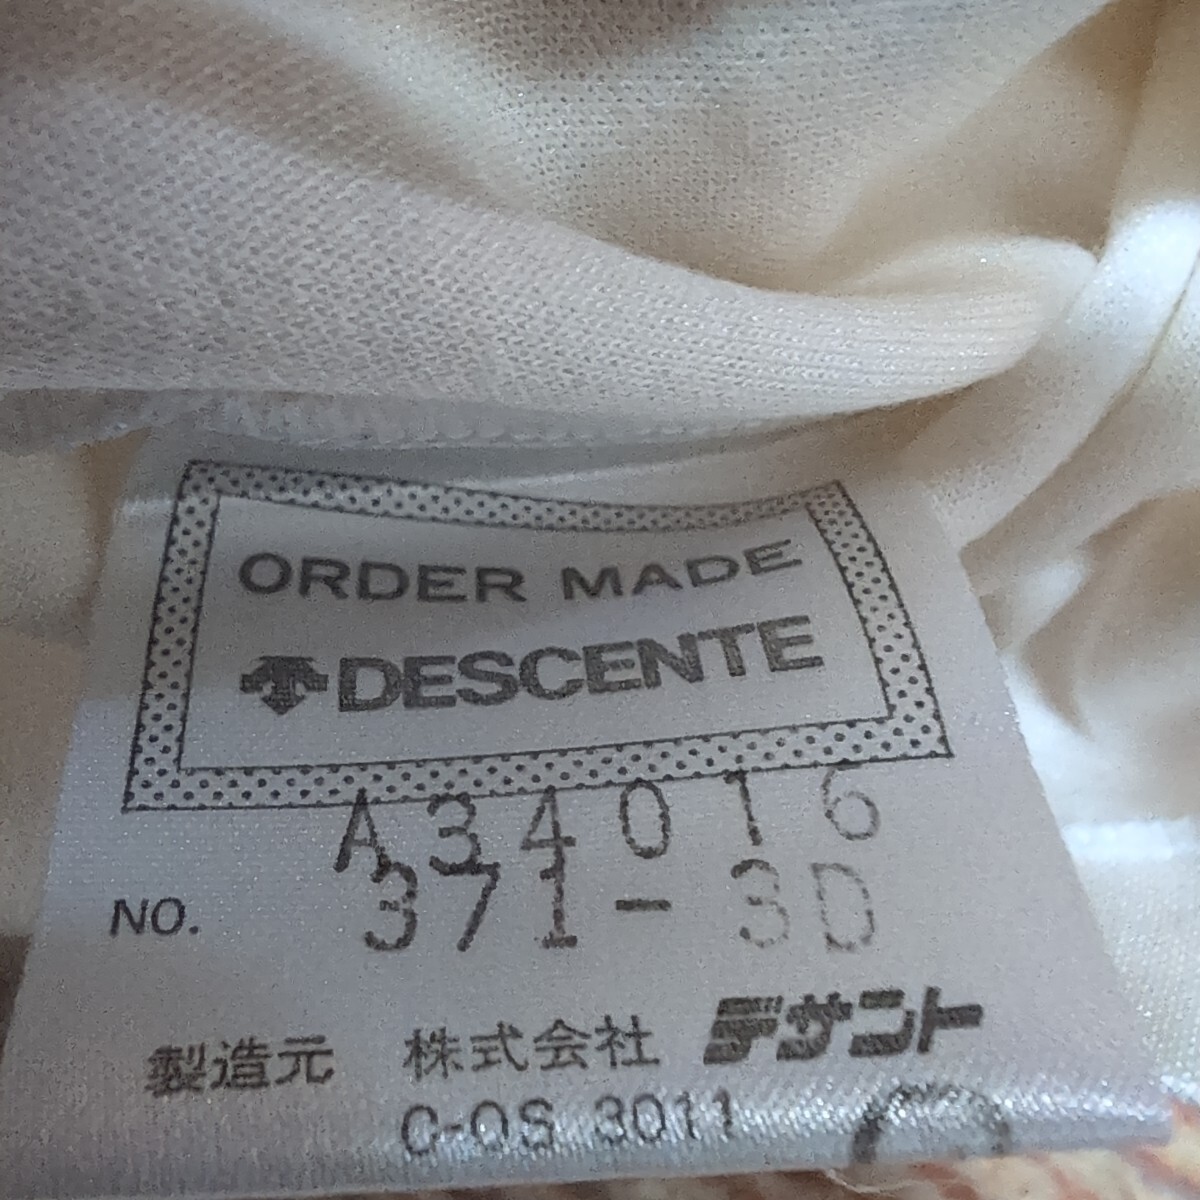 ORDER MADE
DESCENTE
A34016
NO. 371-3D
製造元 株式会社 デサント
C-OS 3011